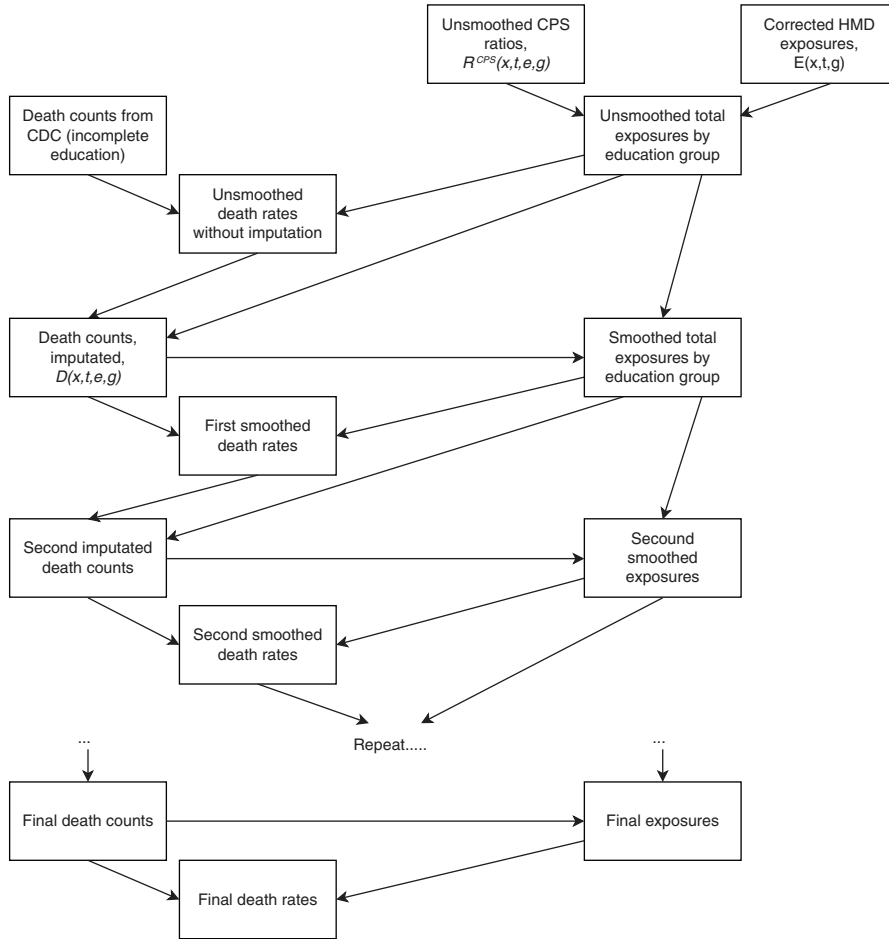 Unsmoothed CPS
ratios,
R^CPS(x,t,e,g)
Corrected HMD
exposures,
E(x,t,g)
Death counts from
CDC (incomplete
education)
Unsmoothed total
exposures by
education group
Unsmoothed
death rates
without imputation
Death counts,
imputated,
D(x,t,e,g)
Smoothed total
exposures by
education group
First smoothed
death rates
Second imputated
death counts
Secound
smoothed
exposures
Second smoothed
death rates
Repeat.....
...
...
Final death counts
Final exposures
Final death rates